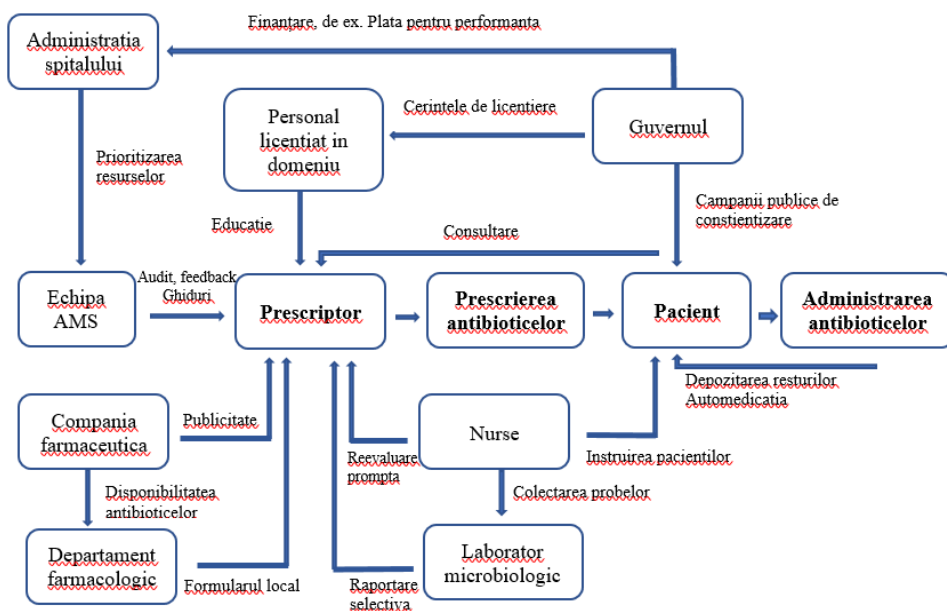 Finanțare, de ex. Plata pentru performanta
Administratia
spitalului
Personal
licentiat in
domeniu
Cerintele de licentiere
Guvernul
Prioritizarea
resurselor
Educatie
Consultare
Campanii publice de
constientizare
Echipa
AMS
Audit, feedback
Ghiduri
Prescriptor
Prescrierea
antibioticelor
Pacient
Administrarea
antibioticelor
Depozitarea resturilor
Automedicatia
Compania
farmaceutica
Publicitate
Reevaluare
prompta
Nurse
Instruirea pacientilor
Disponibilitatea
antibioticelor
Colectarea probelor
Departament
farmacologic
Formularul local
Raportare
selectiva
Laborator
microbiologic